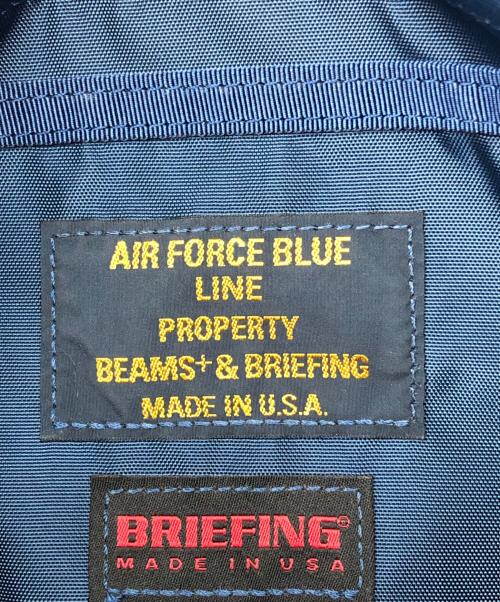 AIR FORCE BLUE
LINE
PROPERTY
BEAMS+ & BRIEFING
MADE IN U.S.A.
BRIEFING®
MADE IN USA